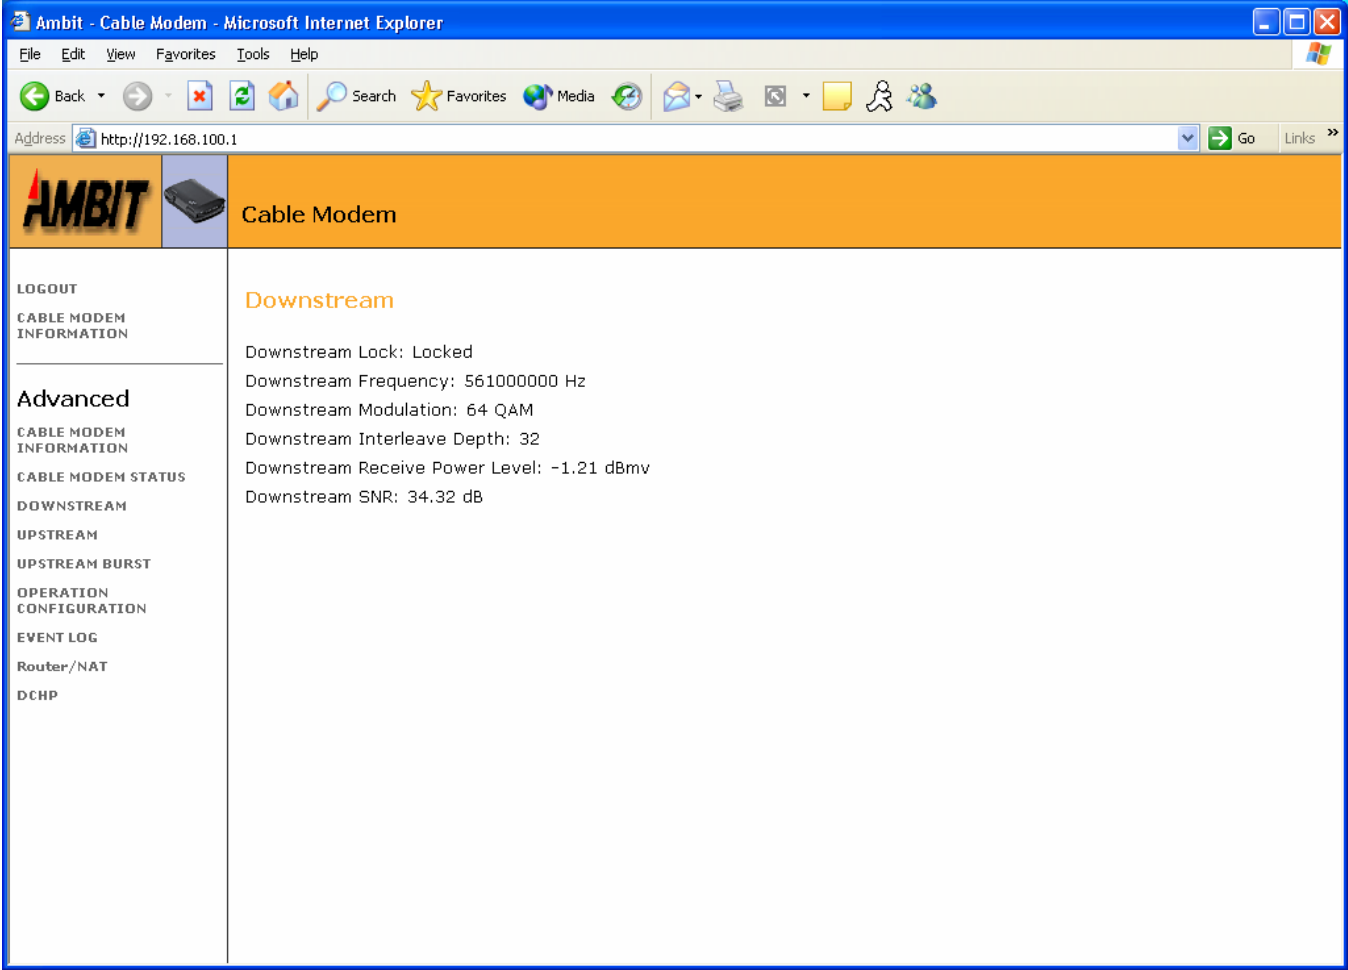 Ambit - Cable Modem - Microsoft Internet Explorer
File Edit View Favorites Tools Help
Back Search Favorites Media
Address http://192.168.100.1 Go Links »
AMBIT
Cable Modem
LOGOUT
CABLE MODEM
INFORMATION
Advanced
CABLE MODEM
INFORMATION
CABLE MODEM STATUS
DOWNSTREAM
UPSTREAM
UPSTREAM BURST
OPERATION
CONFIGURATION
EVENT LOG
Router/NAT
DCHP
Downstream
Downstream Lock: Locked
Downstream Frequency: 561000000 Hz
Downstream Modulation: 64 QAM
Downstream Interleave Depth: 32
Downstream Receive Power Level: -1.21 dBmv
Downstream SNR: 34.32 dB